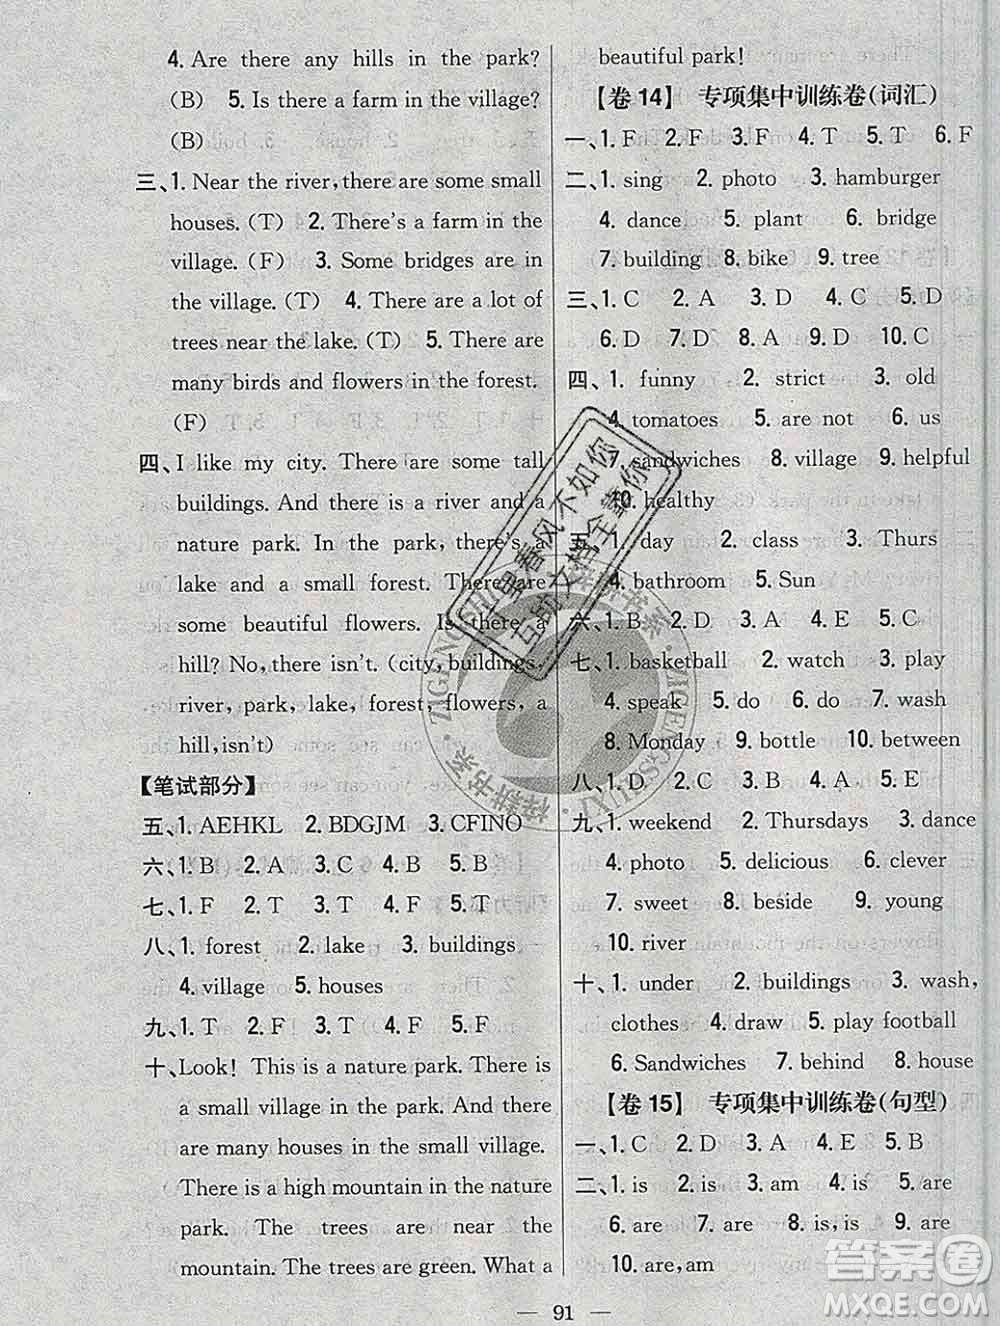 4. Are there any hills in the park?
(B) 5. Is there a farm in the village?
(B)
三、1. Near the river, there are some small
houses. (T) 2. There's a farm in the
village. (F) 3. Some bridges are in
the village. (T) 4. There are a lot of
trees near the lake. (T) 5. There are
many birds and flowers in the forest.
(F)
四、I like my city. There are some tall
buildings. And there is a river and a
nature park. In the park, there's a
lake and a small forest. There are
some beautiful flowers. Is there a
hill? No, there isn't. (city, buildings,
river, park, lake, forest, flowers, a
hill, isn't)
【笔试部分】
五、1. AEHKL 2. BDGJM 3. CFINO
六、1. B 2. A 3. C 4. B 5. B
七、1. F 2. T 3. T 4. F 5. T
八、1. forest 2. lake 3. buildings
4. village 5. houses
九、1. T 2. F 3. T 4. F 5. F
十、Look! This is a nature park. There is
a small village in the park. And there
are many houses in the small village.
There is a high mountain in the nature
park. The trees are near the
mountain. The trees are green. What a
beautiful park!
【卷 14】 专项集中训练卷(词汇)
一、1. F 2. F 3. F 4. T 5. T 6. F
二、1. sing 2. photo 3. hamburger
4. dance 5. plant 6. bridge
7. building 8. bike 9. tree
三、1. C 2. A 3. B 4. C 5. D
6. D 7. B 8. A 9. D 10. C
四、1. funny 2. strict 3. old
4. tomatoes 5. are not 6. us
7. sandwiches 8. village 9. helpful
10. healthy
五、1. day 2. class 3. Thurs
4. bathroom 5. Sun
六、1. B 2. D 3. A 4. E 5. C
七、1. basketball 2. watch 3. play
4. speak 5. do 6. do 7. wash
8. Monday 9. bottle 10. between
八、1. D 2. C 3. B 4. A 5. E
九、1. weekend 2. Thursdays 3. dance
4. photo 5. delicious 6. clever
7. sweet 8. beside 9. young
10. river
十、1. under 2. buildings 3. wash,
clothes 4. draw 5. play football
6. Sandwiches 7. behind 8. house
【卷 15】 专项集中训练卷(句型)
一、1. C 2. D 3. A 4. E 5. B
二、1. is 2. is 3. am 4. is 5. are
6. are 7. are 8. is, is 9. are
10. are, am
91
答案圈
MXQE.COM